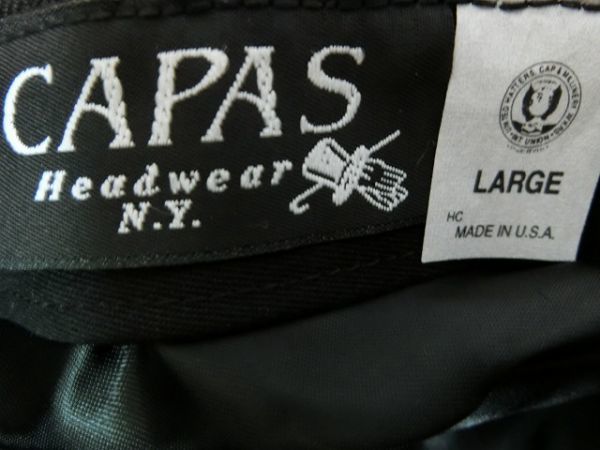 CAPAS
Headwear
N.Y.
LARGE
HC
MADE IN U.S.A.